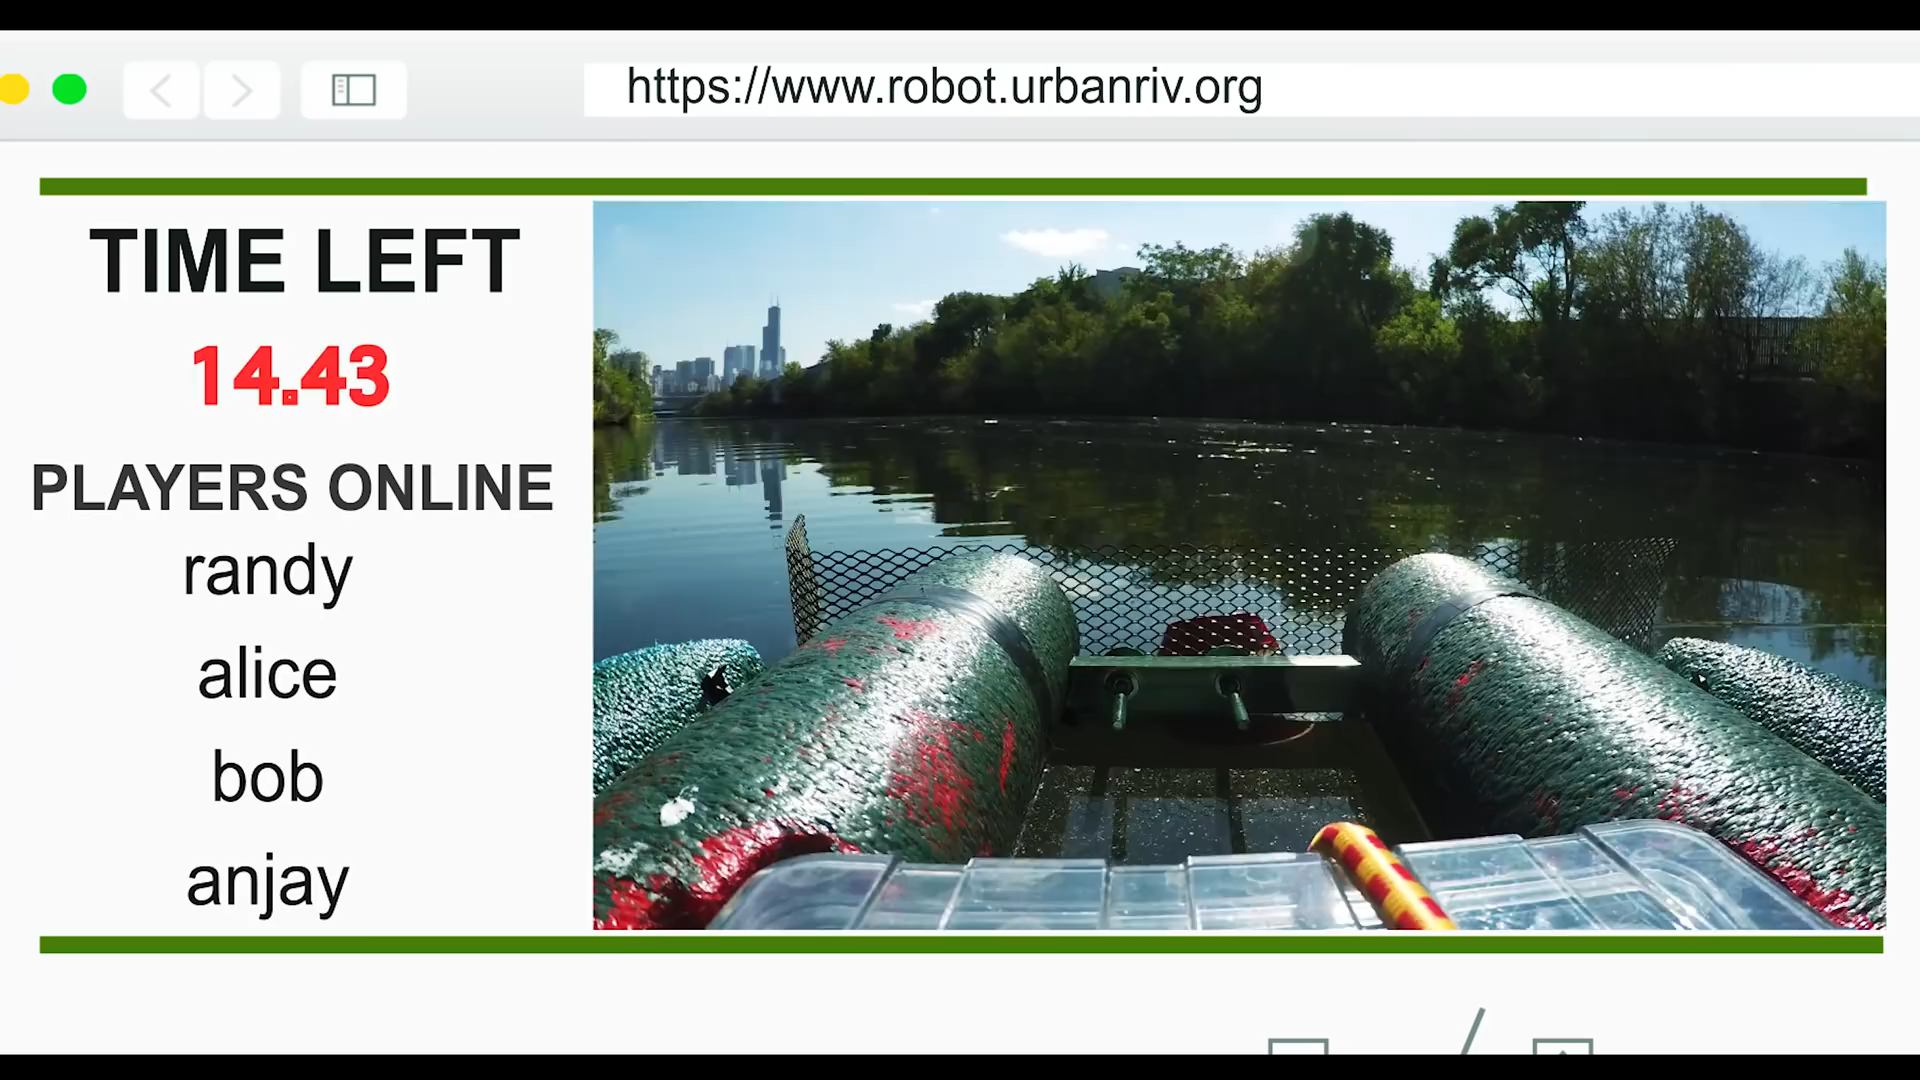 https://www.robot.urbanriv.org
TIME LEFT
14.43
PLAYERS ONLINE
randy
alice
bob
anjay